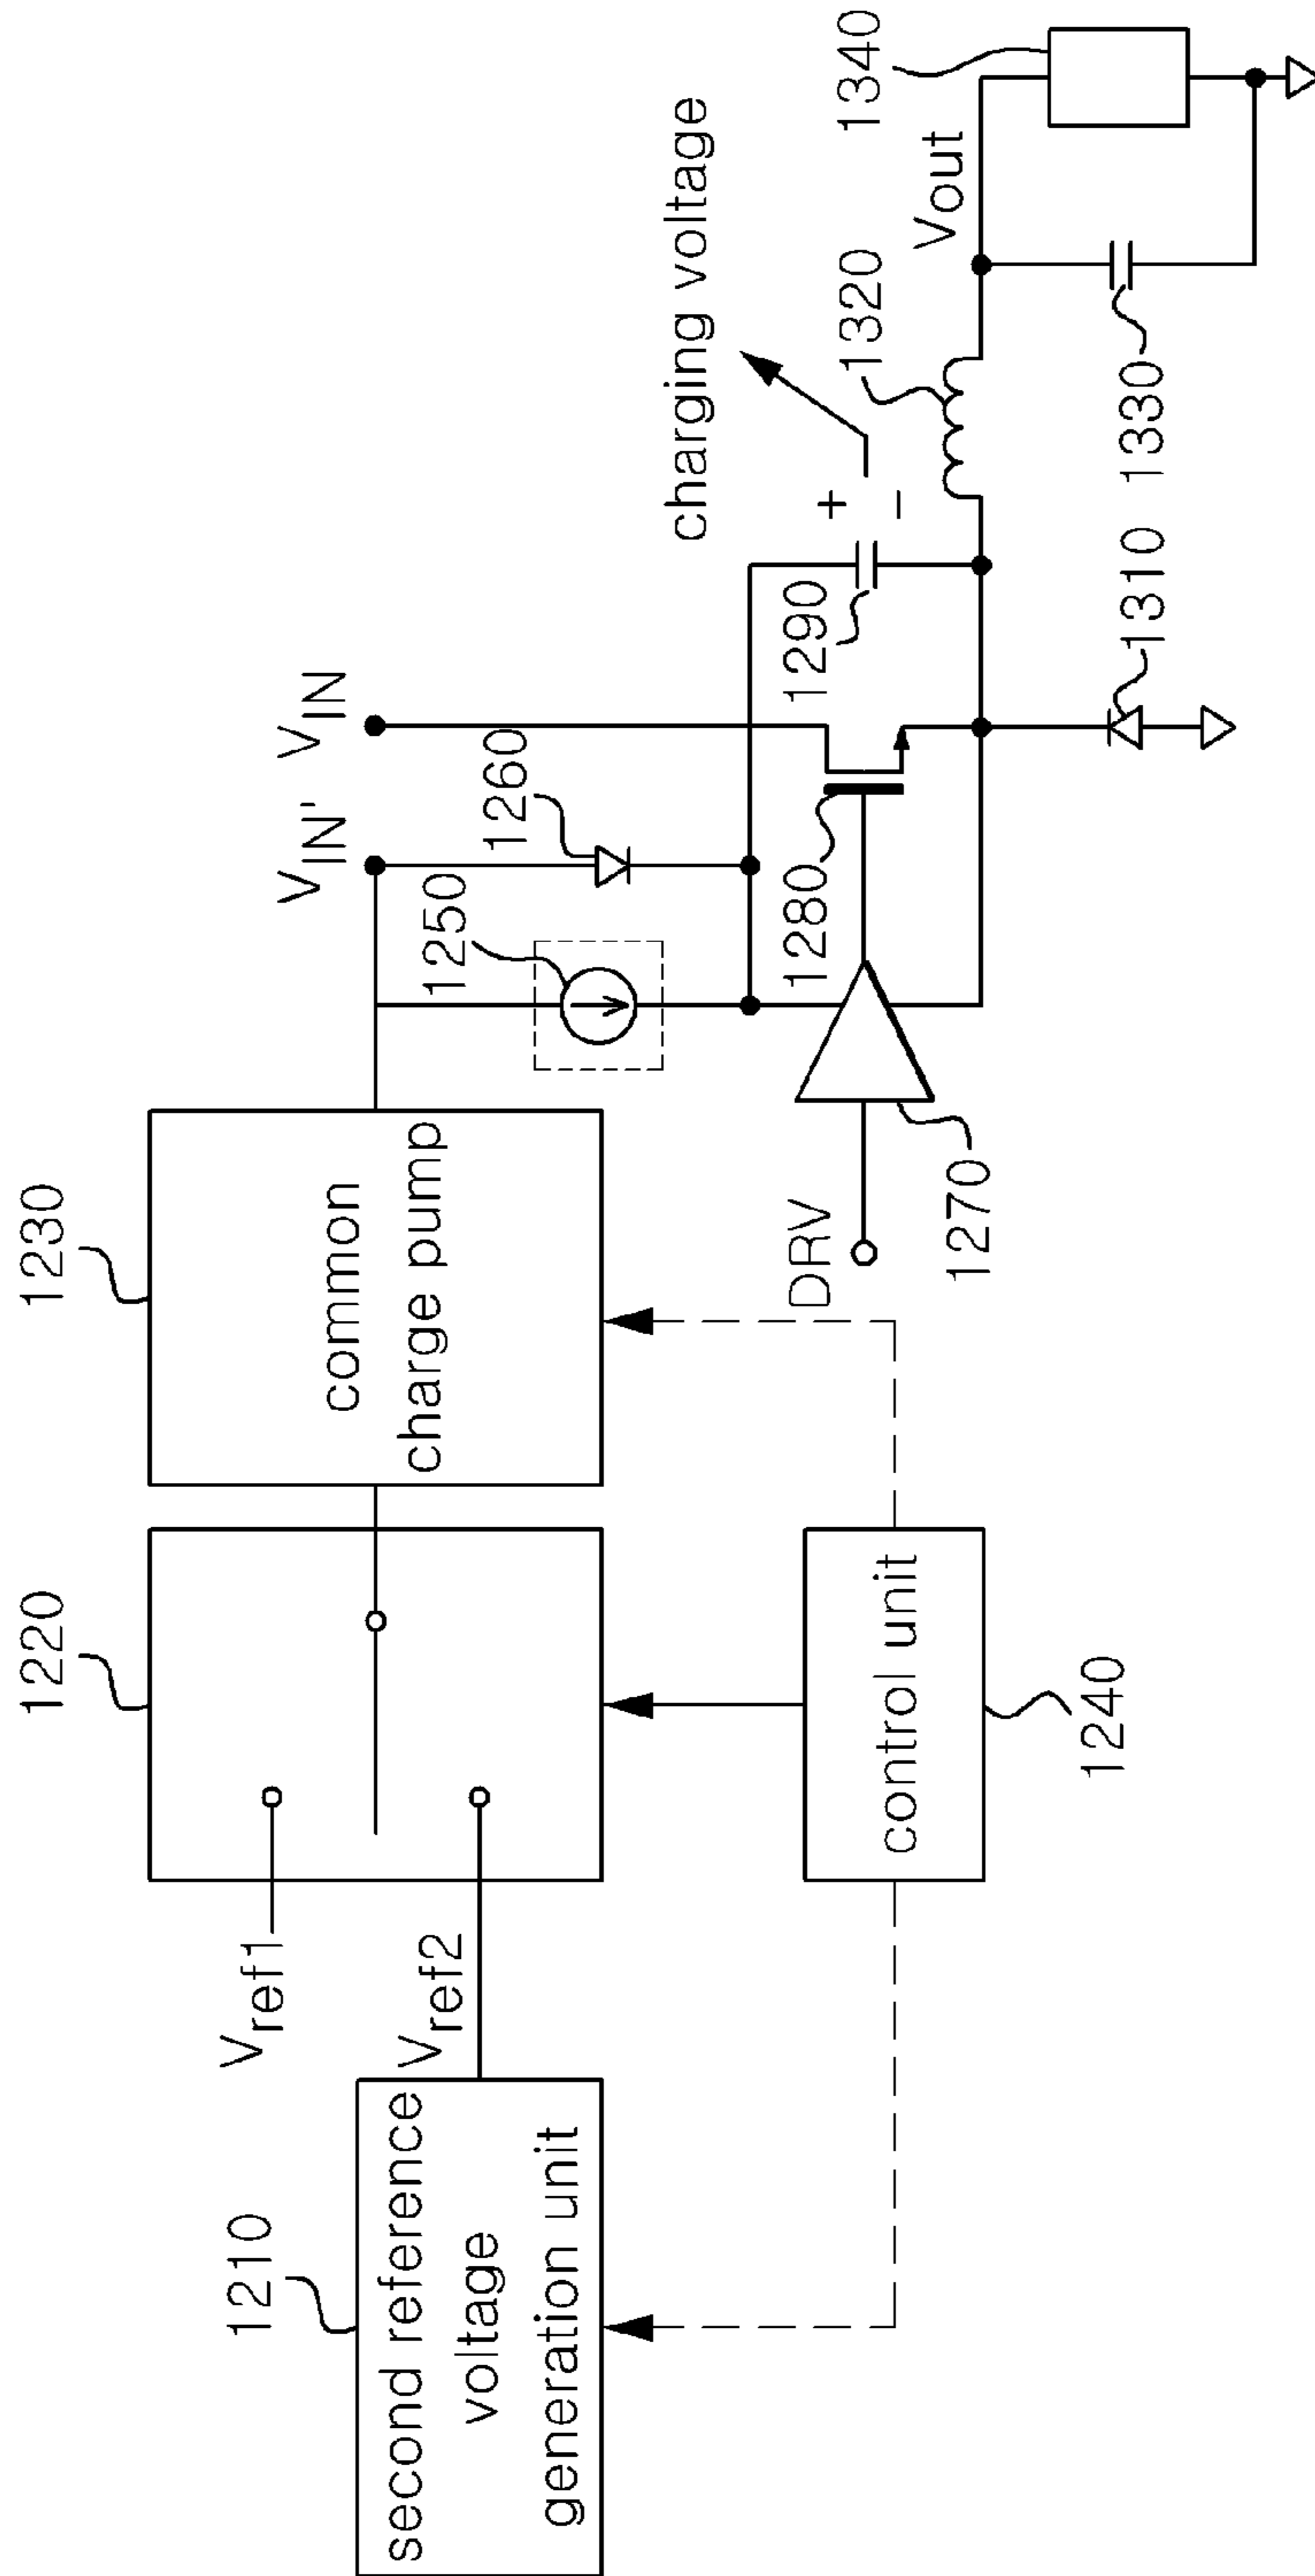 1210
second reference
voltage
generation unit
Vref1
Vref2
1220
1230
common
charge pump
control unit
1240
VIN'
VIN
1250
1260
DRV
1270
1280
1290
+
-
charging voltage
1310
1320
1330
Vout
1340